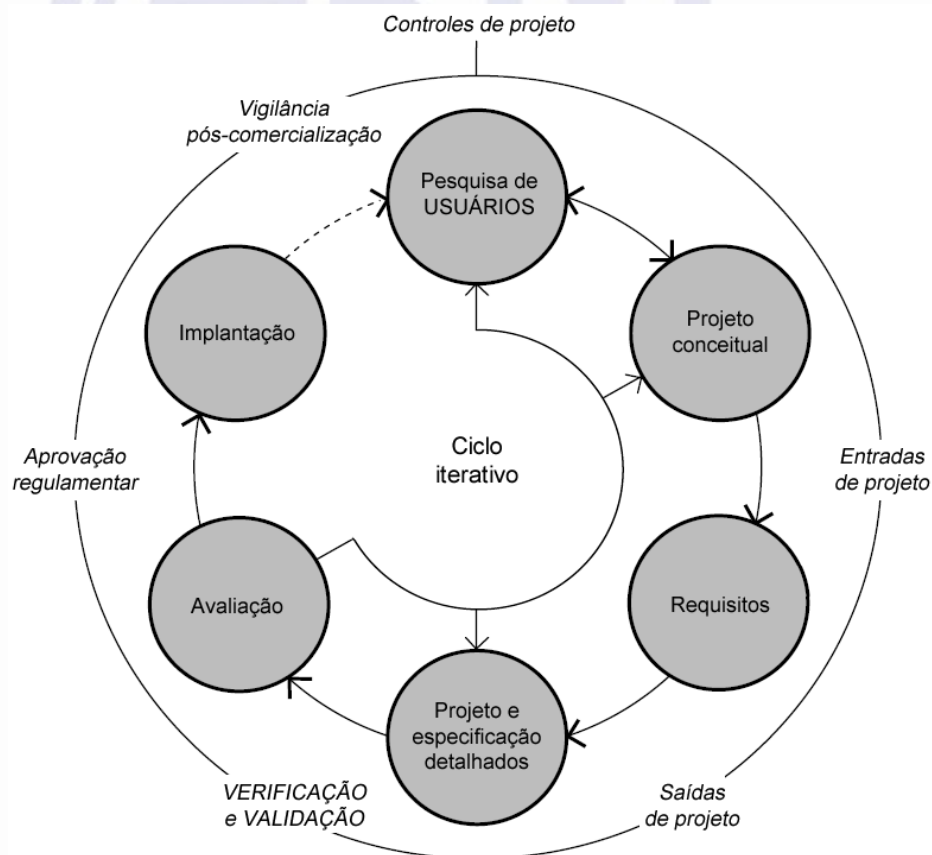 Controles de projeto
Vigilância
pós-comercialização
Pesquisa de
USUÁRIOS
Implantação
Projeto
conceitual
Ciclo
iterativo
Aprovação
regulamentar
Entradas
de projeto
Avaliação
Requisitos
Projeto e
especificação
detalhados
VERIFICAÇÃO
e VALIDAÇÃO
Saídas
de projeto